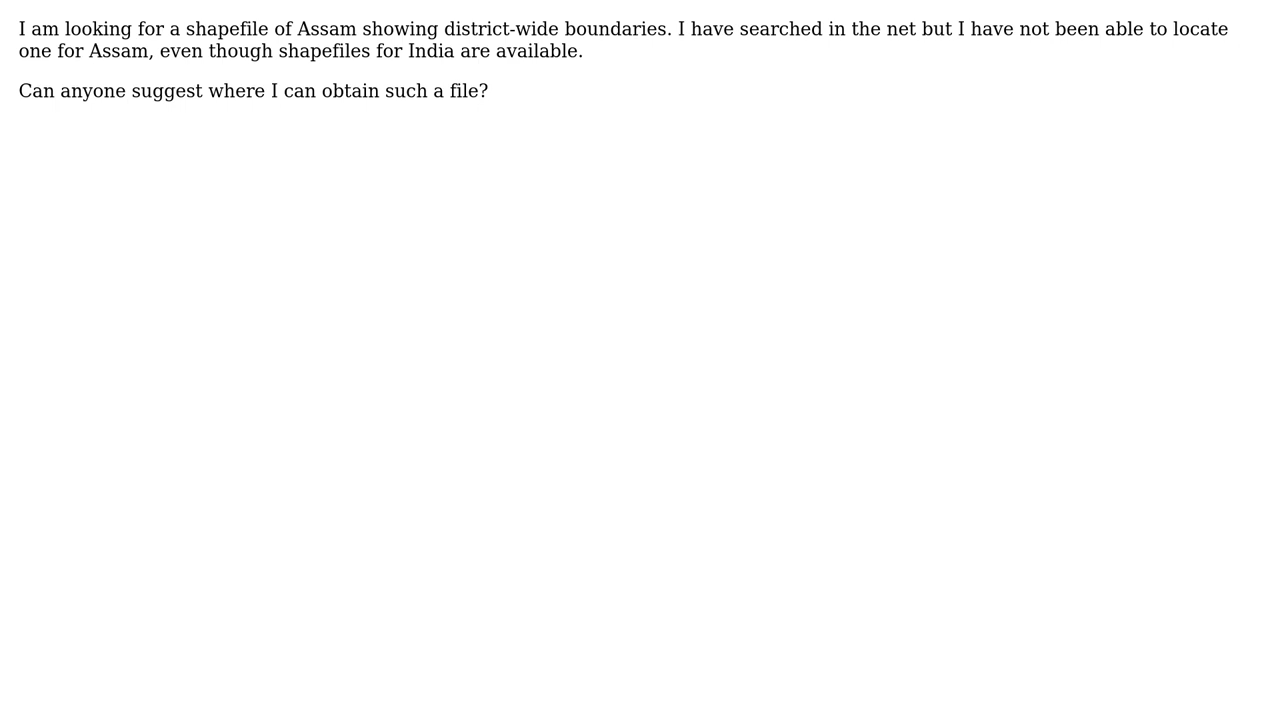 I am looking for a shapefile of Assam showing district-wide boundaries. I have searched in the net but I have not been able to locate
one for Assam, even though shapefiles for India are available.
Can anyone suggest where I can obtain such a file?